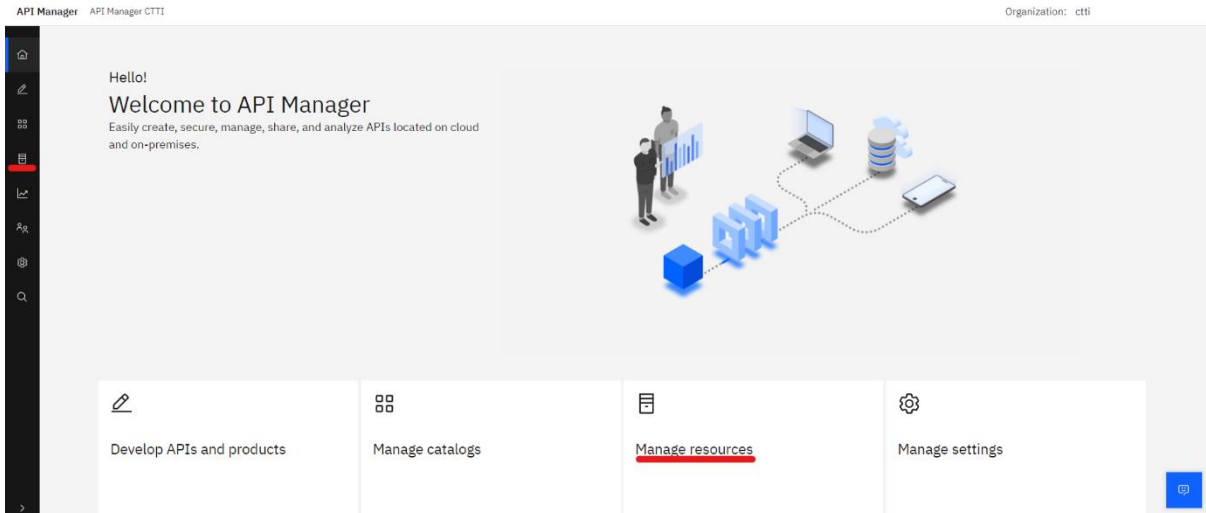 API Manager API Manager CTTI Organization: ctti
Hello!
Welcome to API Manager
Easily create, secure, manage, share, and analyze APIs located on cloud
and on-premises.
Develop APIs and products
Manage catalogs
Manage resources
Manage settings